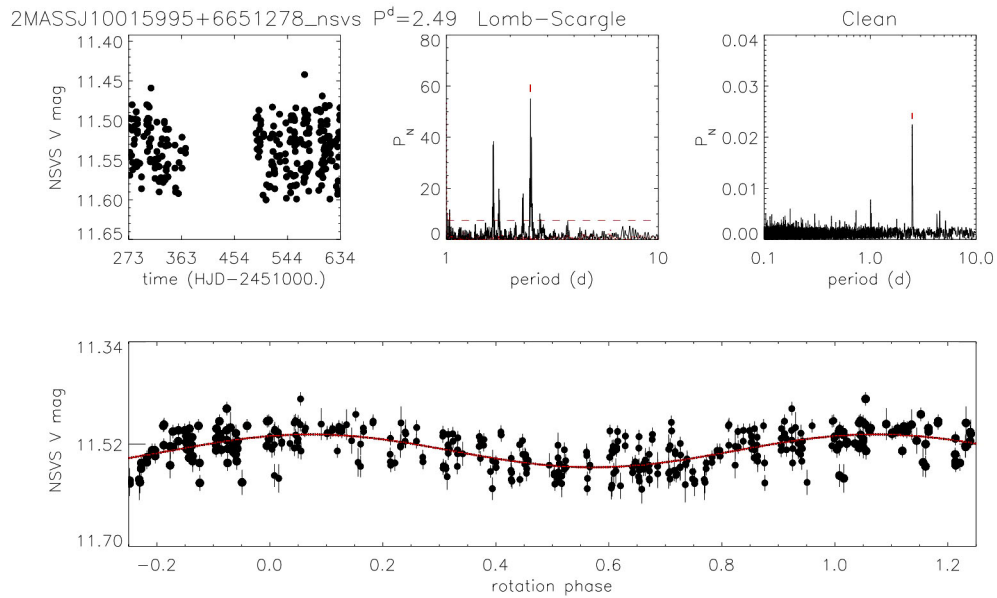 2MASSJ10015995+6651278_nsvs Pd=2.49 Lomb-Scargle Clean
11.40
11.45
11.50
11.55
11.60
11.65
NSVS V mag
273 363 454 544 634
time (HJD-2451000.)
80
60
40
20
0
P_N
1 10
period (d)
0.04
0.03
0.02
0.01
0.00
P_N
0.1 1.0 10.0
period (d)
11.34
11.52
11.70
NSVS V mag
-0.2 0.0 0.2 0.4 0.6 0.8 1.0 1.2
rotation phase